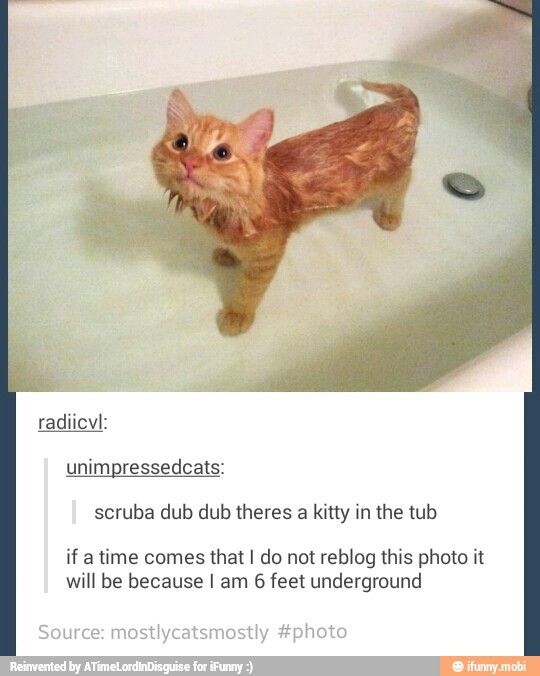 radiicvl:
unimpressedcats:
scruba dub dub theres a kitty in the tub
if a time comes that I do not reblog this photo it
will be because I am 6 feet underground
Source: mostlycatsmostly #photo
Reinvented by ATimeLordInDisguise for iFunny :)
ifunny.mobi